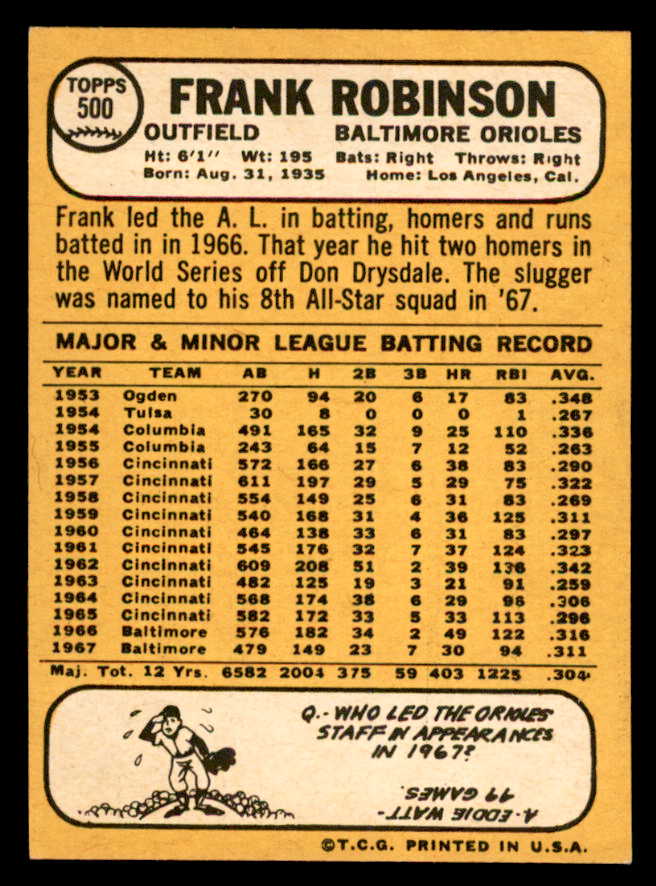 TOPPS
500
FRANK ROBINSON
OUTFIELD BALTIMORE ORIOLES
Ht: 6'1" Wt: 195 Bats: Right Throws: Right
Born: Aug. 31, 1935 Home: Los Angeles, Cal.
Frank led the A. L. in batting, homers and runs
batted in in 1966. That year he hit two homers in
the World Series off Don Drysdale. The slugger
was named to his 8th All-Star squad in '67.
MAJOR & MINOR LEAGUE BATTING RECORD
YEAR TEAM AB H 2B 3B HR RBI AVG.
1953 Ogden 270 94 20 6 17 83 .348
1954 Tulsa 30 8 0 0 0 1 .267
1954 Columbia 491 165 32 9 25 110 .336
1955 Columbia 243 64 15 7 12 52 .263
1956 Cincinnati 572 166 27 6 38 83 .290
1957 Cincinnati 611 197 29 5 29 75 .322
1958 Cincinnati 554 149 25 6 31 83 .269
1959 Cincinnati 540 168 31 4 36 125 .311
1960 Cincinnati 464 138 33 6 31 83 .297
1961 Cincinnati 545 176 32 7 37 124 .323
1962 Cincinnati 609 208 51 2 39 136 .342
1963 Cincinnati 482 125 19 3 21 91 .259
1964 Cincinnati 568 174 38 6 29 96 .306
1965 Cincinnati 582 172 33 5 33 113 .296
1966 Baltimore 576 182 34 2 49 122 .316
1967 Baltimore 479 149 23 7 30 94 .311
Maj. Tot. 12 Yrs. 6582 2004 375 59 403 1225 .304
Q.- WHO LED THE ORIOLES
STAFF IN APPEARANCES
IN 1967?
A.- EDDIE WATT -
49 GAMES.
©T.C.G. PRINTED IN U.S.A.